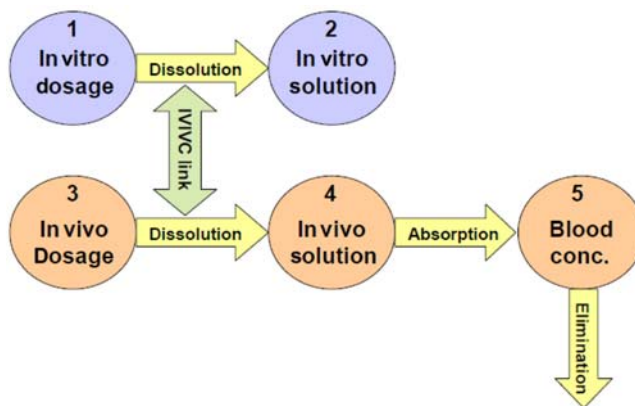 1
In vitro
dosage
Dissolution
2
In vitro
solution
IVIVC link
3
In vivo
Dosage
Dissolution
4
In vivo
solution
Absorption
5
Blood
conc.
Elimination